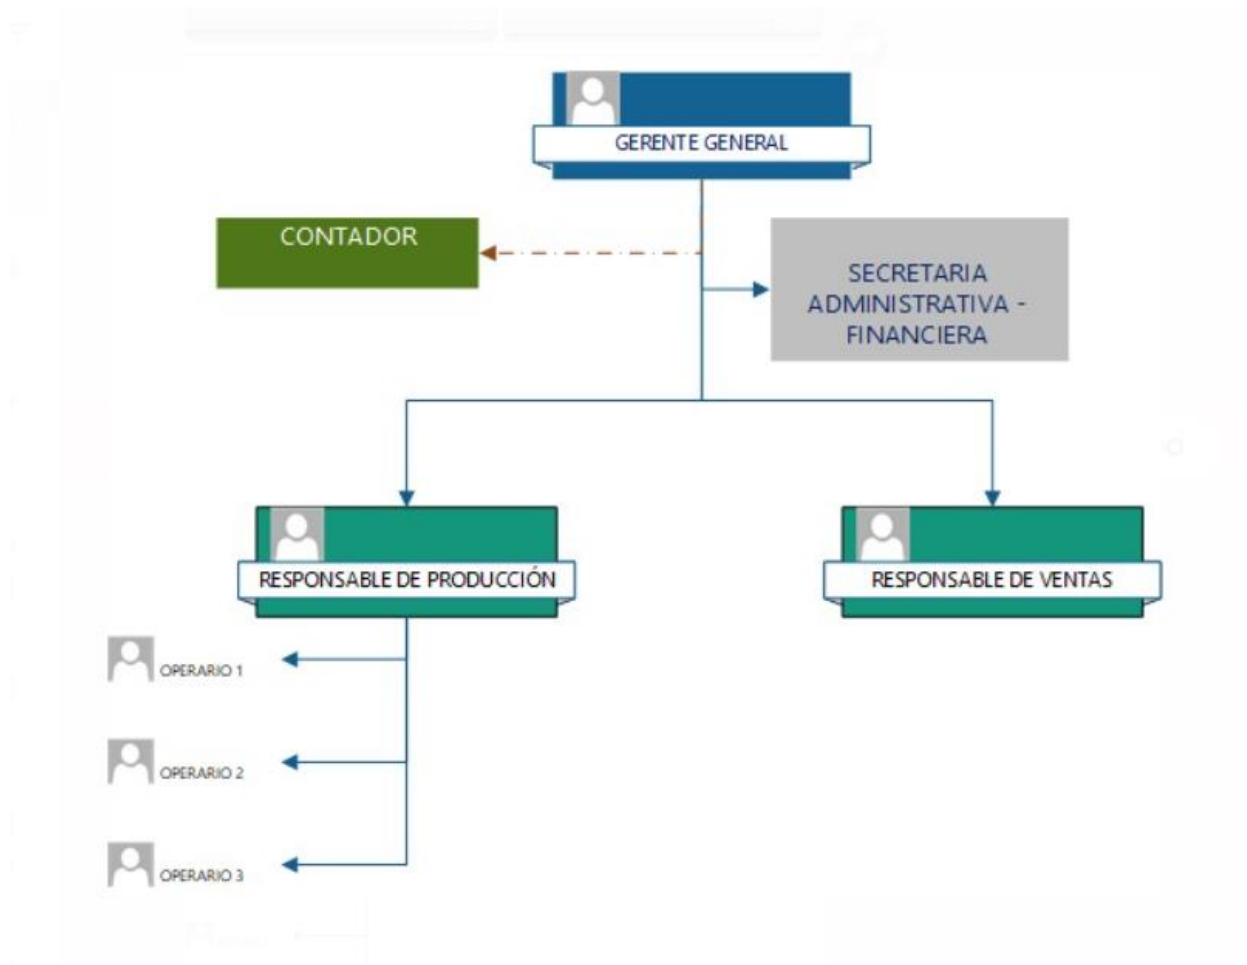 GERENTE GENERAL
CONTADOR
SECRETARIA
ADMINISTRATIVA -
FINANCIERA
RESPONSABLE DE PRODUCCIÓN
RESPONSABLE DE VENTAS
OPERARIO 1
OPERARIO 2
OPERARIO 3